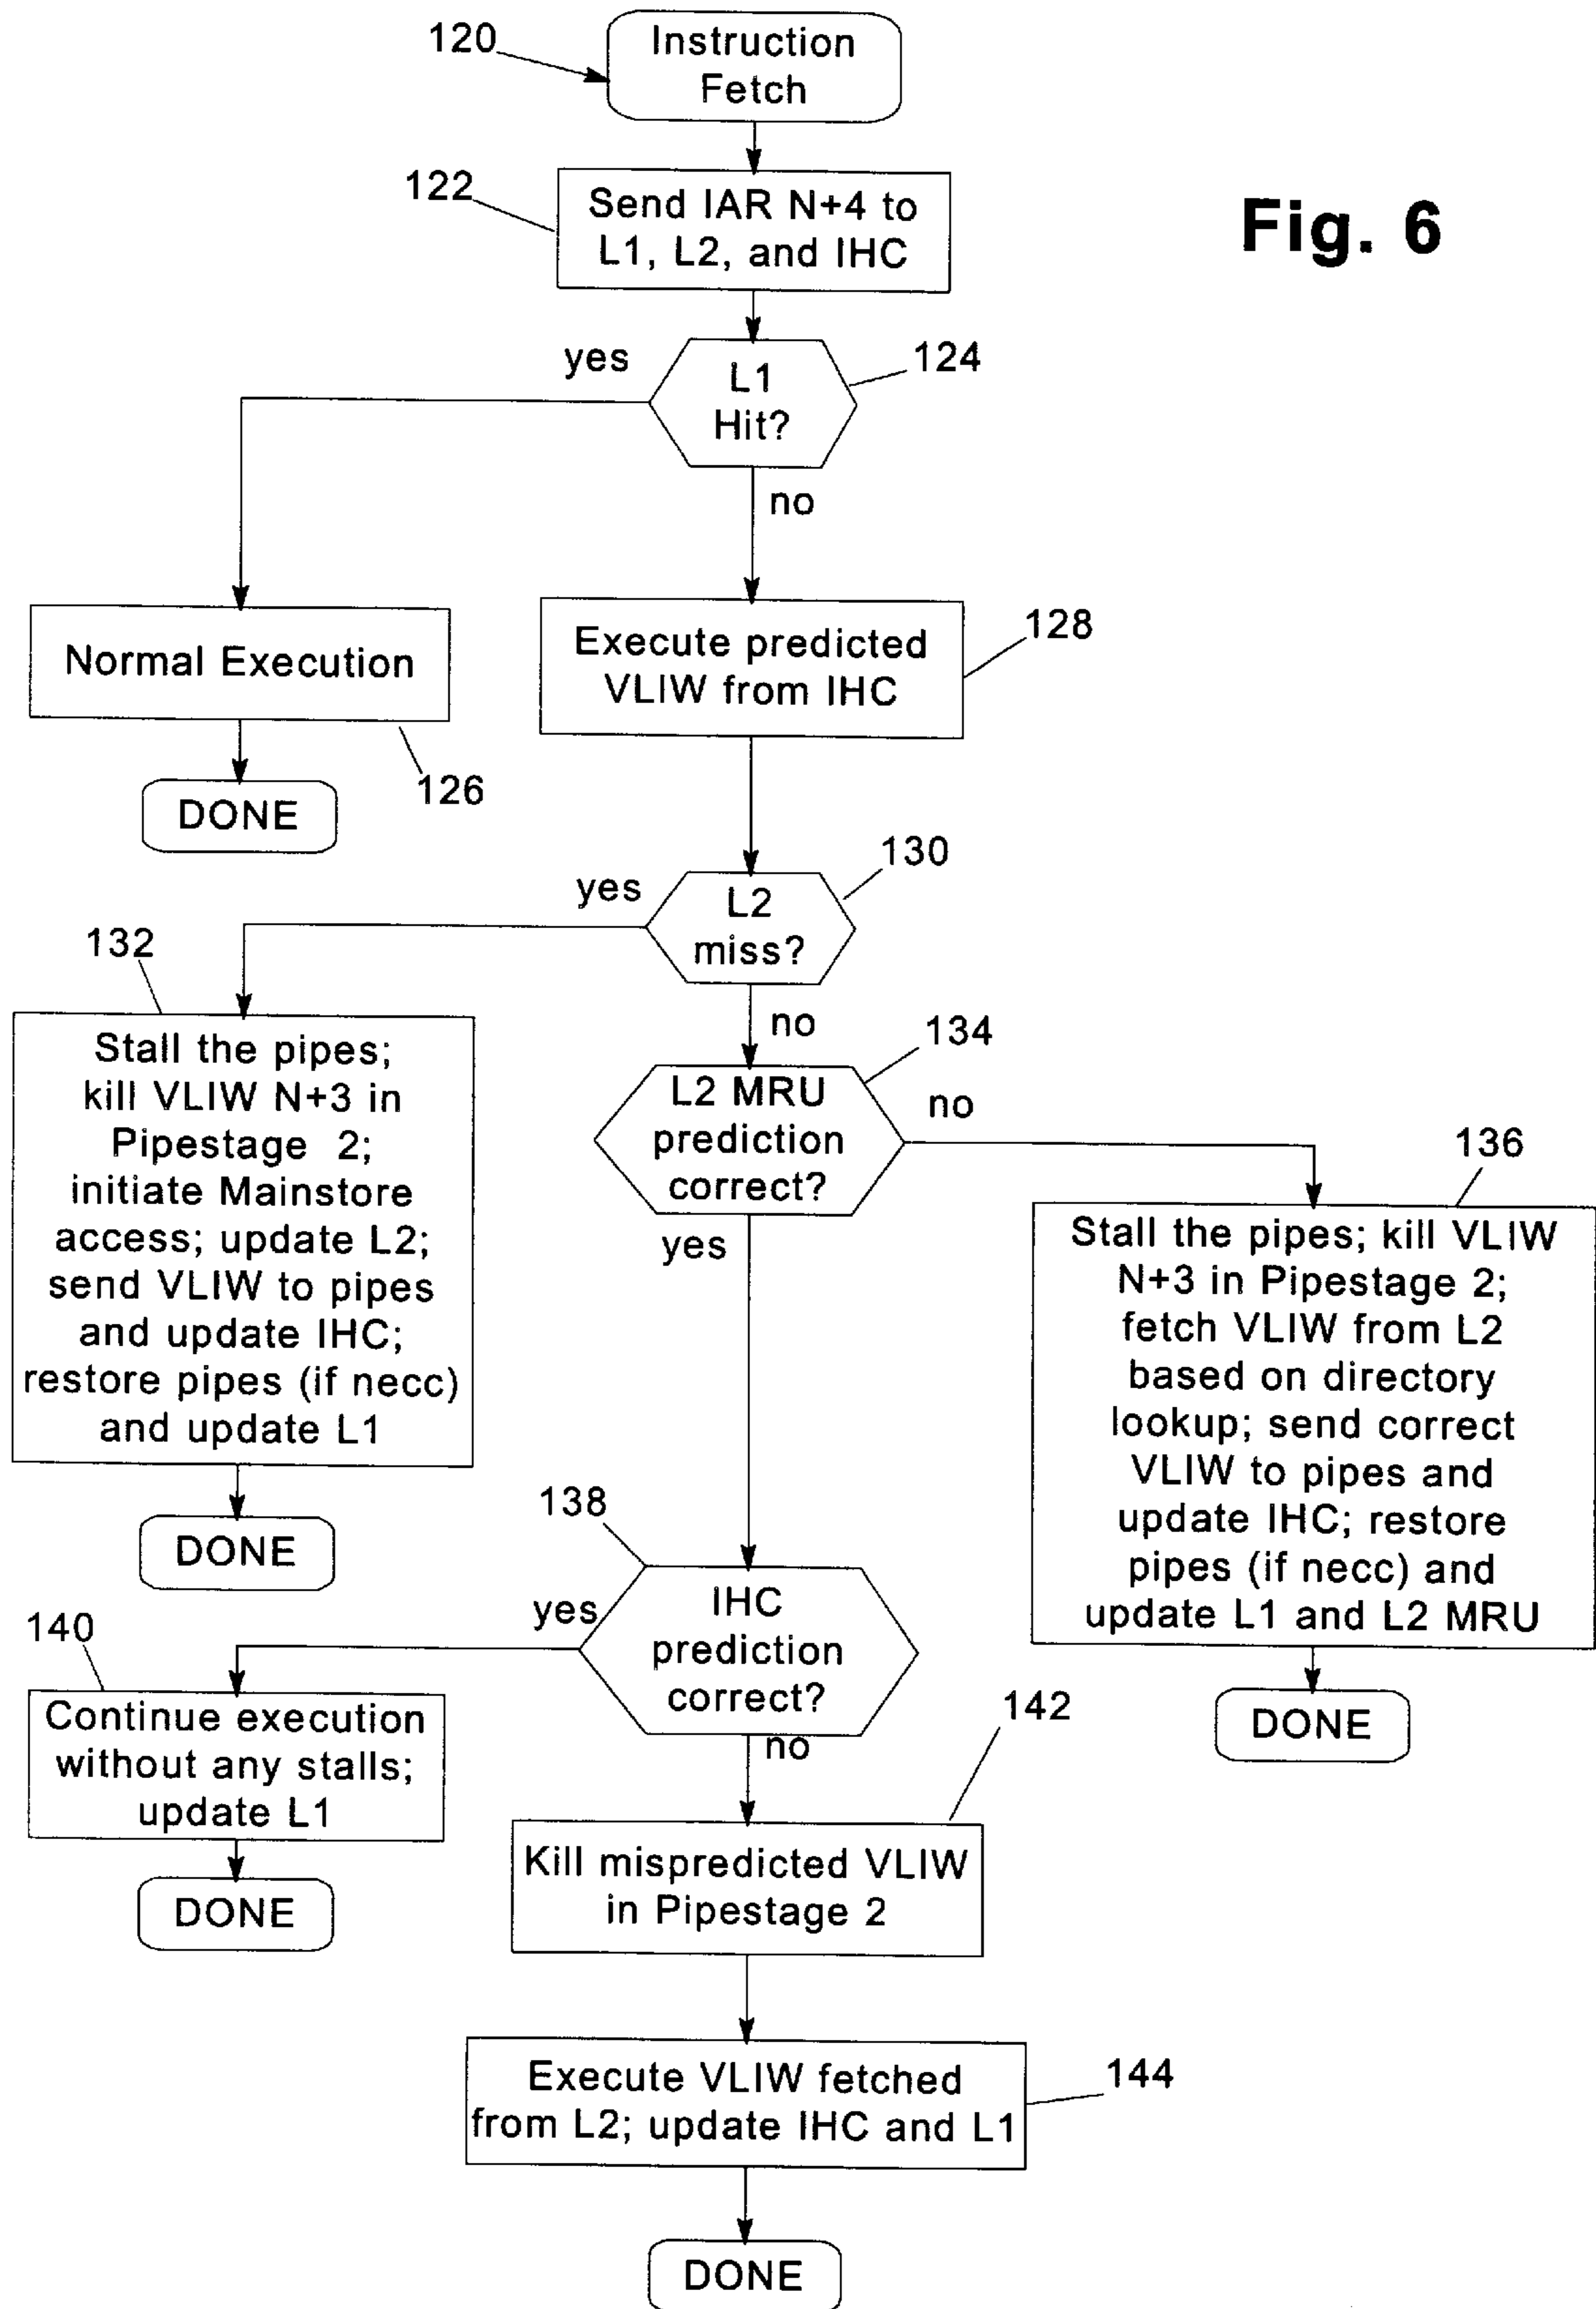 120
Instruction
Fetch
122
Send IAR N+4 to
L1, L2, and IHC
Fig. 6
yes
L1
Hit?
124
no
Normal Execution
126
DONE
Execute predicted
VLIW from IHC
128
yes
L2
miss?
130
no
132
Stall the pipes;
kill VLIW N+3 in
Pipestage 2;
initiate Mainstore
access; update L2;
send VLIW to pipes
and update IHC;
restore pipes (if necc)
and update L1
DONE
L2 MRU
prediction
correct?
134
no
yes
136
Stall the pipes; kill VLIW
N+3 in Pipestage 2;
fetch VLIW from L2
based on directory
lookup; send correct
VLIW to pipes and
update IHC; restore
pipes (if necc) and
update L1 and L2 MRU
DONE
138
IHC
prediction
correct?
yes
140
Continue execution
without any stalls;
update L1
DONE
no
142
Kill mispredicted VLIW
in Pipestage 2
Execute VLIW fetched
from L2; update IHC and L1
144
DONE